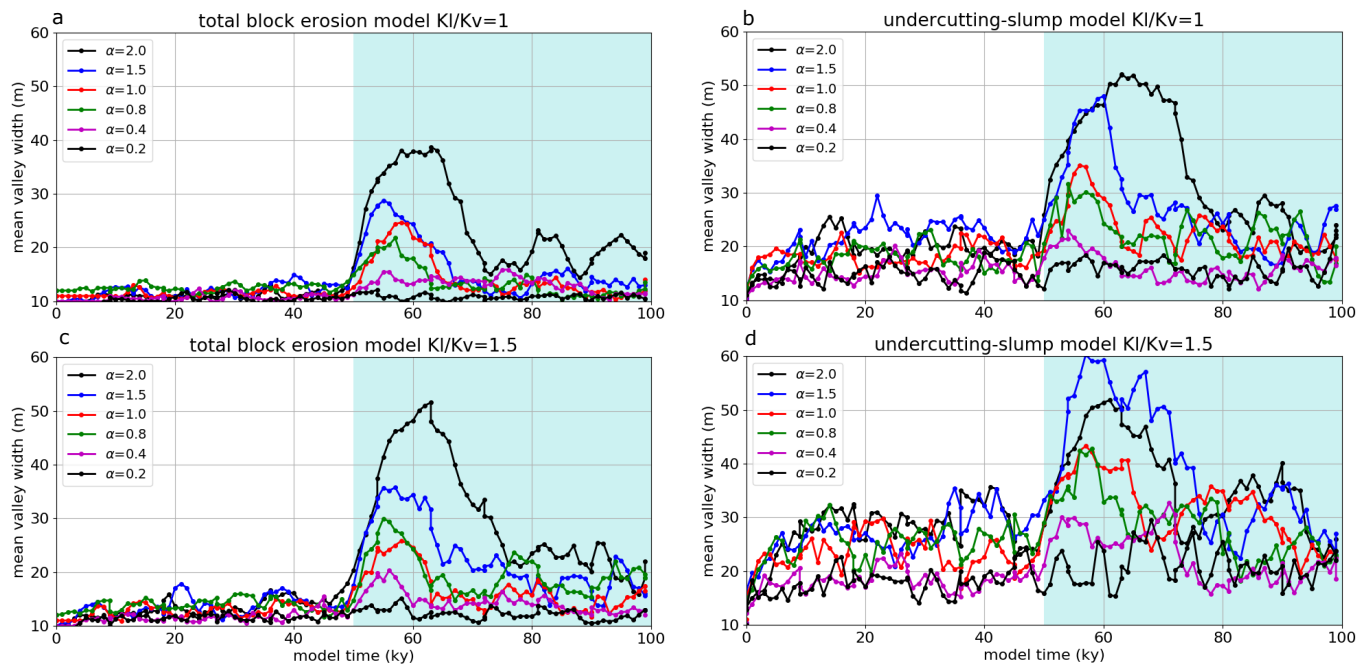 a
total block erosion model Kl/Kv=1
mean valley width (m)
60
50
40
30
20
10
α=2.0
α=1.5
α=1.0
α=0.8
α=0.4
α=0.2
0
20
40
60
80
100
b
undercutting-slump model Kl/Kv=1
mean valley width (m)
60
50
40
30
20
10
α=2.0
α=1.5
α=1.0
α=0.8
α=0.4
α=0.2
0
20
40
60
80
100
c
total block erosion model Kl/Kv=1.5
mean valley width (m)
60
50
40
30
20
10
α=2.0
α=1.5
α=1.0
α=0.8
α=0.4
α=0.2
0
20
40
60
80
100
model time (ky)
d
undercutting-slump model Kl/Kv=1.5
mean valley width (m)
60
50
40
30
20
10
α=2.0
α=1.5
α=1.0
α=0.8
α=0.4
α=0.2
0
20
40
60
80
100
model time (ky)